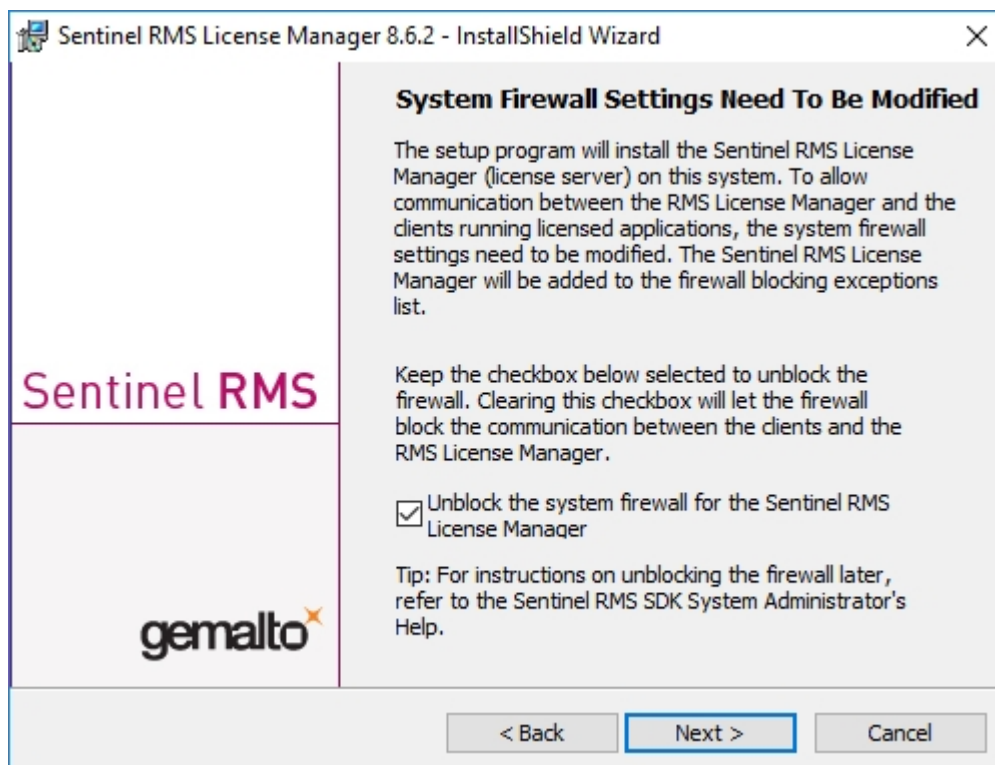 Sentinel RMS License Manager 8.6.2 - InstallShield Wizard
System Firewall Settings Need To Be Modified
The setup program will install the Sentinel RMS License
Manager (license server) on this system. To allow
communication between the RMS License Manager and the
clients running licensed applications, the system firewall
settings need to be modified. The Sentinel RMS License
Manager will be added to the firewall blocking exceptions
list.
Sentinel RMS
Keep the checkbox below selected to unblock the
firewall. Clearing this checkbox will let the firewall
block the communication between the clients and the
RMS License Manager.
Unblock the system firewall for the Sentinel RMS
License Manager
Tip: For instructions on unblocking the firewall later,
refer to the Sentinel RMS SDK System Administrator's
Help.
gemalto
< Back
Next >
Cancel